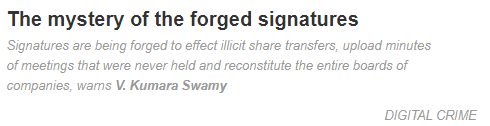 The mystery of the forged signatures
Signatures are being forged to effect illicit share transfers, upload minutes
of meetings that were never held and reconstitute the entire boards of
companies, warns V. Kumara Swamy
DIGITAL CRIME